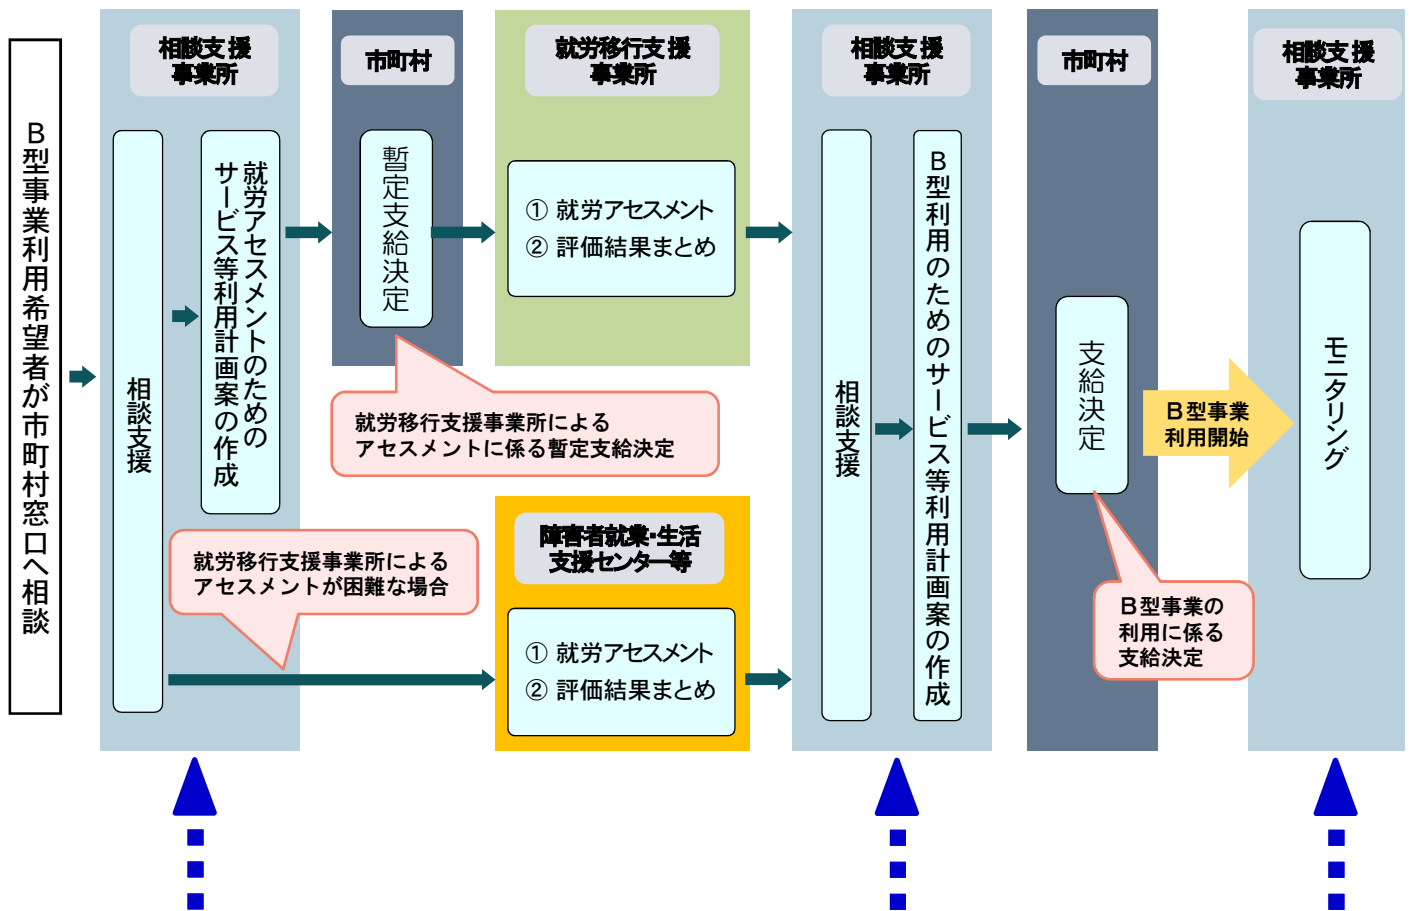 B型事業利用希望者が市町村窓口へ相談
相談支援
事業所
相談支援
就労アセスメントのための
サービス等利用計画案の作成
市町村
暫定支給決定
就労移行支援事業所による
アセスメントに係る暫定支給決定
就労移行支援
事業所
① 就労アセスメント
② 評価結果まとめ
就労移行支援事業所による
アセスメントが困難な場合
障害者就業・生活
支援センター等
① 就労アセスメント
② 評価結果まとめ
相談支援
事業所
相談支援
B型利用のためのサービス等利用計画案の作成
市町村
支給決定
B型事業の
利用に係る
支給決定
B型事業
利用開始
相談支援
事業所
モニタリング